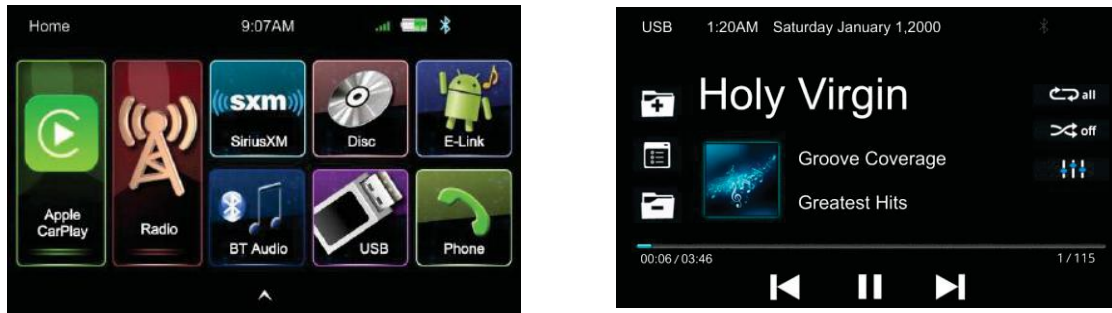 Home 9:07AM
sxm
SiriusXM Disc E-Link
Apple
CarPlay Radio BT Audio USB Phone
USB 1:20AM Saturday January 1,2000
Holy Virgin
all
off
Groove Coverage
Greatest Hits
00:06/03:46 1/115